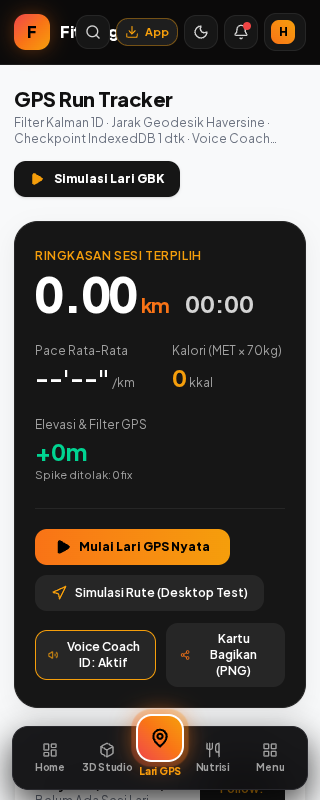 F
App
H
GPS Run Tracker
Filter Kalman 1D · Jarak Geodesik Haversine ·
Checkpoint IndexedDB 1 dtk · Voice Coach...
Simulasi Lari GBK
RINGKASAN SESI TERPILIH
0.00 km 00:00
Pace Rata-Rata
Kalori (MET × 70kg)
--'--" /km
0 kkal
Elevasi & Filter GPS
+0m
Spike ditolak: 0 fix
Mulai Lari GPS Nyata
Simulasi Rute (Desktop Test)
Voice Coach
ID: Aktif
Kartu
Bagikan
(PNG)
Home
3D Studio
Lari GPS
Nutrisi
Menu